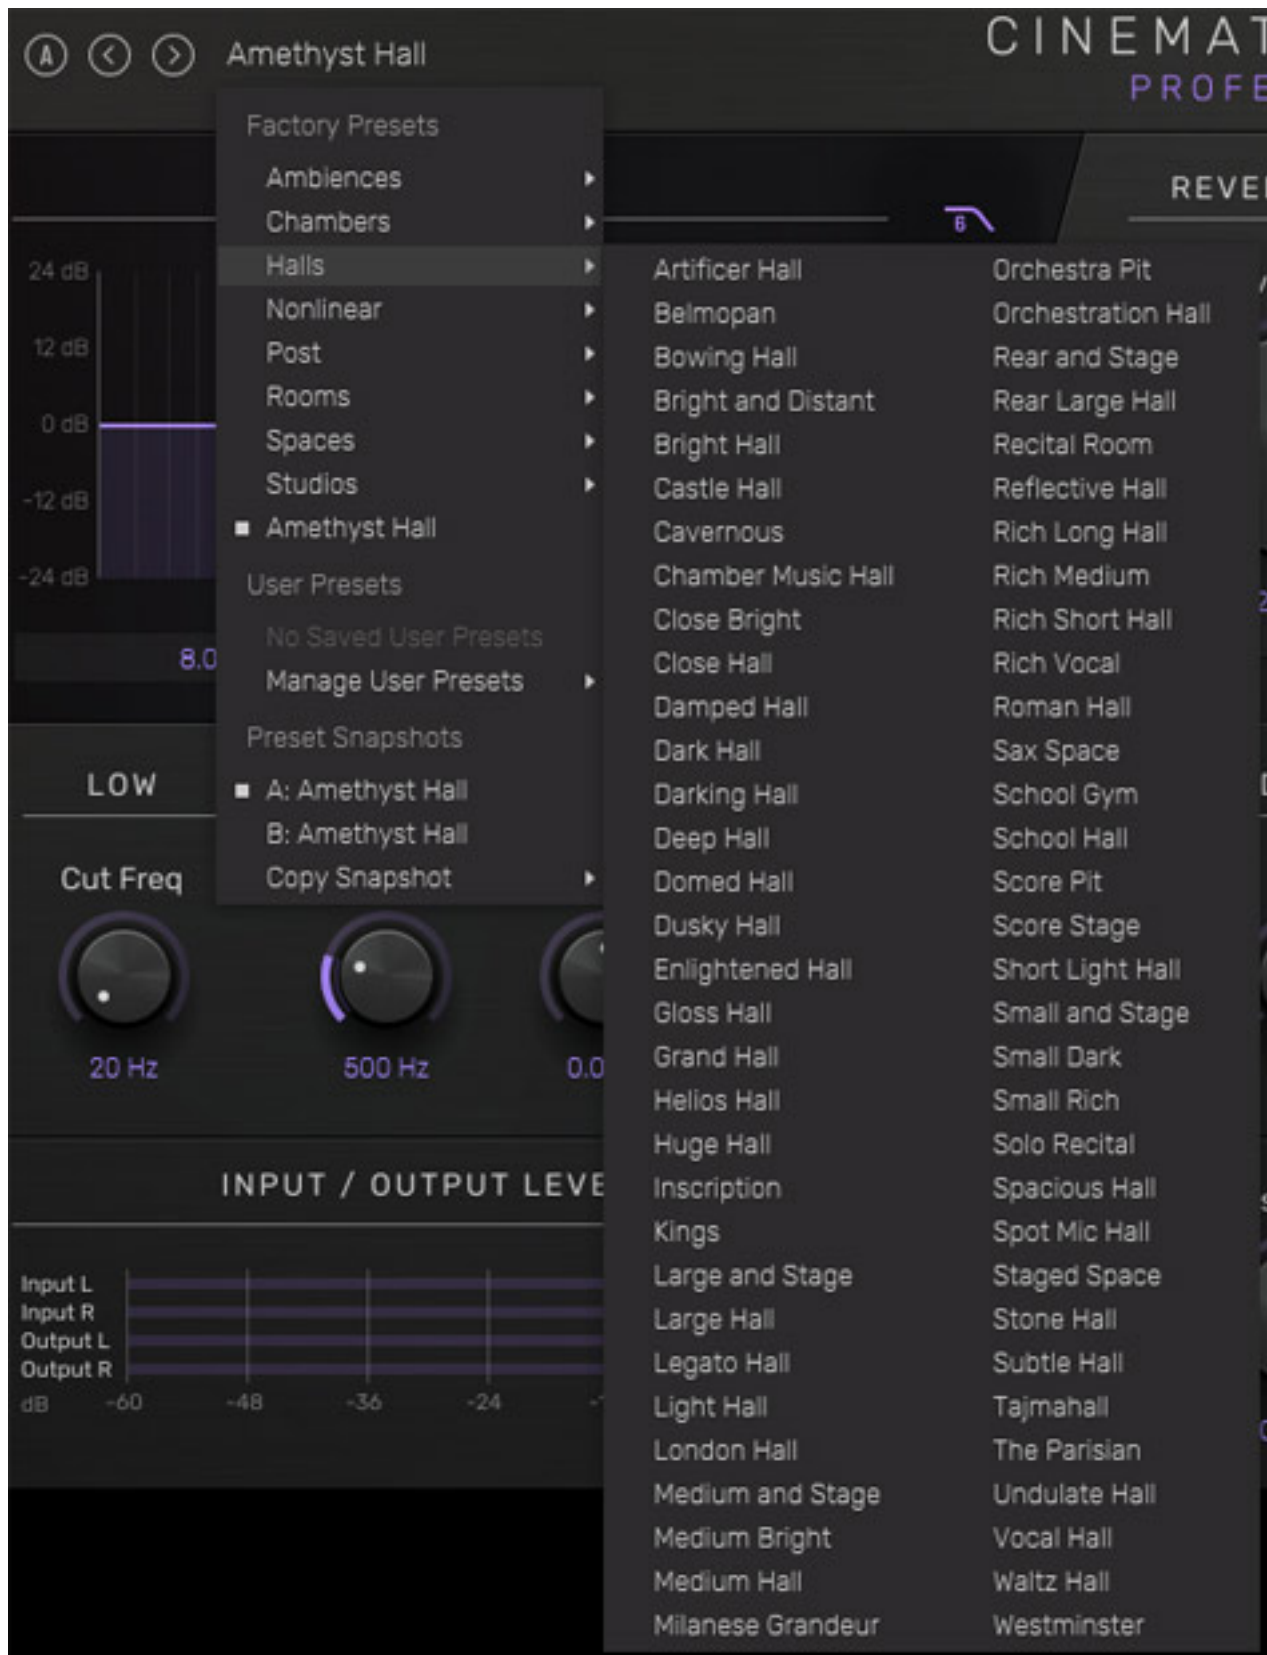 A
Amethyst Hall
CINEMAT
PROFE
Factory Presets
Ambiences
Chambers
Halls
Nonlinear
Post
Rooms
Spaces
Studios
Amethyst Hall
User Presets
No Saved User Presets
Manage User Presets
Preset Snapshots
A: Amethyst Hall
B: Amethyst Hall
Copy Snapshot
6
REVE
24 dB
12 dB
0 dB
-12 dB
-24 dB
8.0
Artificer Hall
Belmopan
Bowing Hall
Bright and Distant
Bright Hall
Castle Hall
Cavernous
Chamber Music Hall
Close Bright
Close Hall
Damped Hall
Dark Hall
Darking Hall
Deep Hall
Domed Hall
Dusky Hall
Enlightened Hall
Gloss Hall
Grand Hall
Helios Hall
Huge Hall
Inscription
Kings
Large and Stage
Large Hall
Legato Hall
Light Hall
London Hall
Medium and Stage
Medium Bright
Medium Hall
Milanese Grandeur
Orchestra Pit
Orchestration Hall
Rear and Stage
Rear Large Hall
Recital Room
Reflective Hall
Rich Long Hall
Rich Medium
Rich Short Hall
Rich Vocal
Roman Hall
Sax Space
School Gym
School Hall
Score Pit
Score Stage
Short Light Hall
Small and Stage
Small Dark
Small Rich
Solo Recital
Spacious Hall
Spot Mic Hall
Staged Space
Stone Hall
Subtle Hall
Tajmahall
The Parisian
Undulate Hall
Vocal Hall
Waltz Hall
Westminster
LOW
Cut Freq
20 Hz
500 Hz
0.0
INPUT / OUTPUT LEVE
Input L
Input R
Output L
Output R
dB -60 -48 -36 -24